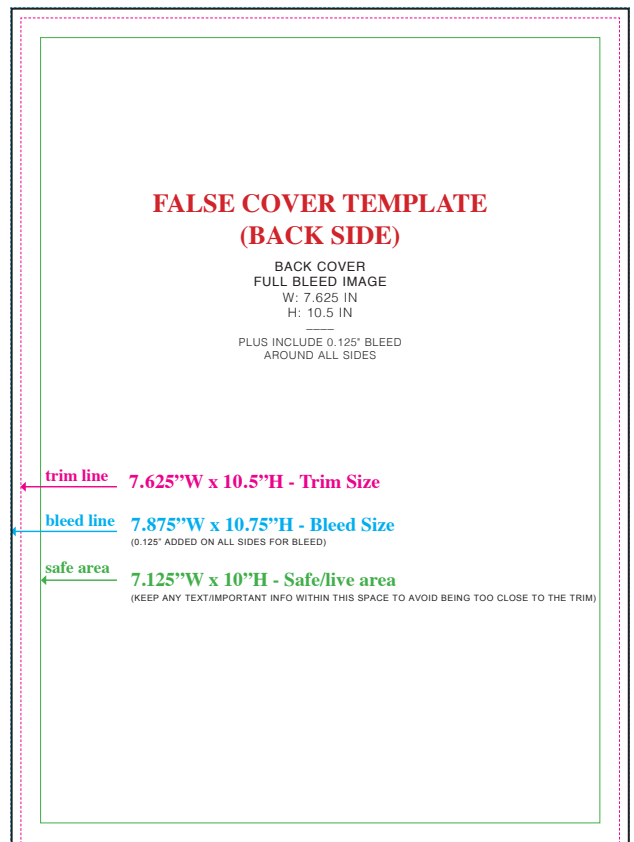 FALSE COVER TEMPLATE
(BACK SIDE)
BACK COVER
FULL BLEED IMAGE
W: 7.625 IN
H: 10.5 IN
PLUS INCLUDE 0.125" BLEED
AROUND ALL SIDES
trim line
7.625”W x 10.5”H - Trim Size
bleed line
7.875”W x 10.75”H - Bleed Size
(0.125" ADDED ON ALL SIDES FOR BLEED)
safe area
7.125”W x 10”H - Safe/live area
(KEEP ANY TEXT/IMPORTANT INFO WITHIN THIS SPACE TO AVOID BEING TOO CLOSE TO THE TRIM)